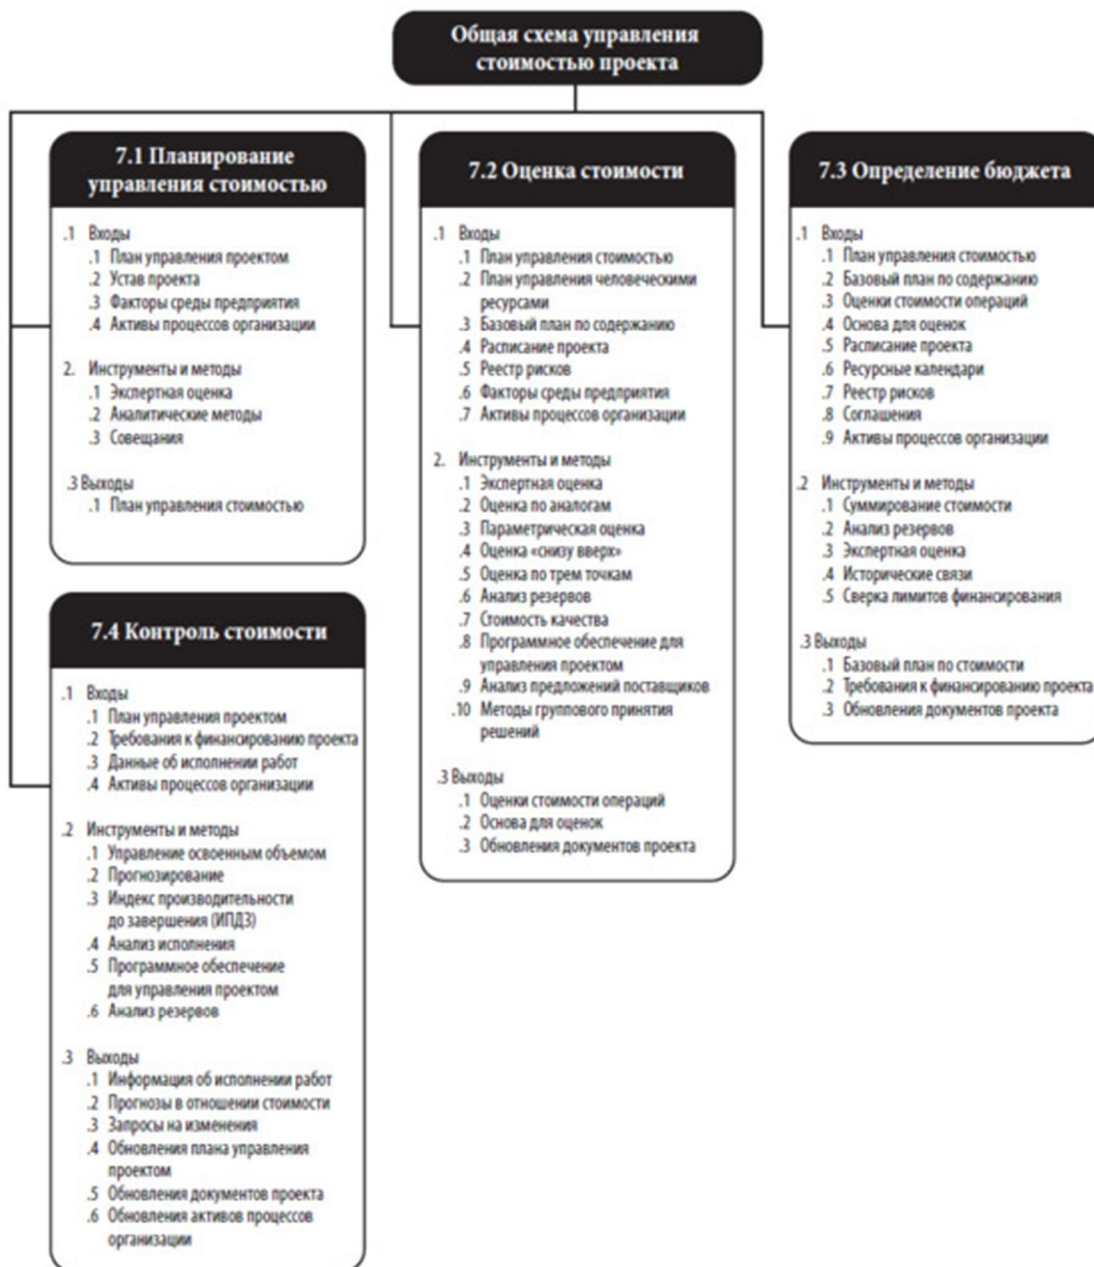 Общая схема управления
стоимостью проекта
7.1 Планирование
управления стоимостью
.1 Входы
.1 План управления проектом
.2 Устав проекта
.3 Факторы среды предприятия
.4 Активы процессов организации
2. Инструменты и методы
.1 Экспертная оценка
.2 Аналитические методы
.3 Совещания
.3 Выходы
.1 План управления стоимостью
7.2 Оценка стоимости
.1 Входы
.1 План управления стоимостью
.2 План управления человеческими
ресурсами
.3 Базовый план по содержанию
.4 Расписание проекта
.5 Реестр рисков
.6 Факторы среды предприятия
.7 Активы процессов организации
2. Инструменты и методы
.1 Экспертная оценка
.2 Оценка по аналогам
.3 Параметрическая оценка
.4 Оценка «снизу вверх»
.5 Оценка по трем точкам
.6 Анализ резервов
.7 Стоимость качества
.8 Программное обеспечение для
управления проектом
.9 Анализ предложений поставщиков
.10 Методы группового принятия
решений
.3 Выходы
.1 Оценки стоимости операций
.2 Основа для оценок
.3 Обновления документов проекта
7.3 Определение бюджета
.1 Входы
.1 План управления стоимостью
.2 Базовый план по содержанию
.3 Оценки стоимости операций
.4 Основа для оценок
.5 Расписание проекта
.6 Ресурсные календари
.7 Реестр рисков
.8 Соглашения
.9 Активы процессов организации
.2 Инструменты и методы
.1 Суммирование стоимости
.2 Анализ резервов
.3 Экспертная оценка
.4 Исторические связи
.5 Сверка лимитов финансирования
.3 Выходы
.1 Базовый план по стоимости
.2 Требования к финансированию проекта
.3 Обновления документов проекта
7.4 Контроль стоимости
.1 Входы
.1 План управления проектом
.2 Требования к финансированию проекта
.3 Данные об исполнении работ
.4 Активы процессов организации
.2 Инструменты и методы
.1 Управление освоенным объемом
.2 Прогнозирование
.3 Индекс производительности
до завершения (ИПДЗ)
.4 Анализ исполнения
.5 Программное обеспечение
для управления проектом
.6 Анализ резервов
.3 Выходы
.1 Информация об исполнении работ
.2 Прогнозы в отношении стоимости
.3 Запросы на изменения
.4 Обновления плана управления
проектом
.5 Обновления документов проекта
.6 Обновления активов процессов
организации